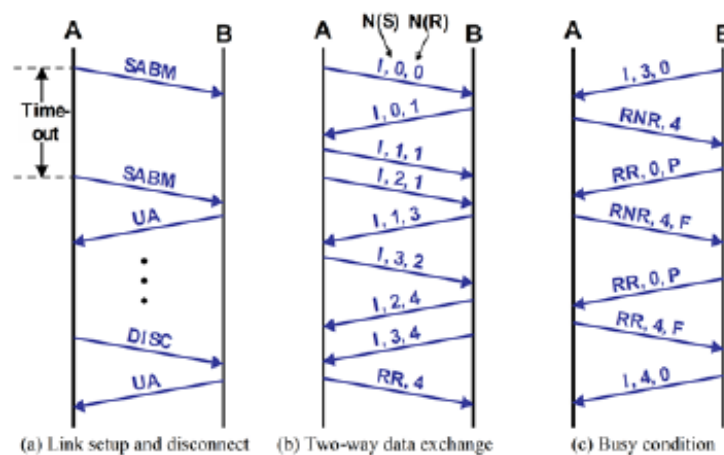 A
B
SABM
Time-
out
SABM
UA
DISC
UA
(a) Link setup and disconnect
N(S) N(R)
A
B
I, 0, 0
I, 0, 1
I, 1, 1
I, 2, 1
I, 1, 3
I, 3, 2
I, 2, 4
I, 3, 4
RR, 4
(b) Two-way data exchange
A
I, 3, 0
RNR, 4
RR, 0, P
RNR, 4, F
RR, 0, P
RR, 4, F
I, 4, 0
(c) Busy condition